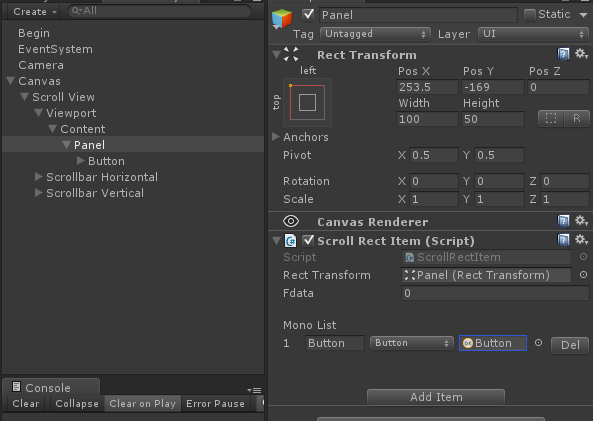 Create
All
Begin
EventSystem
Camera
Canvas
Scroll View
Viewport
Content
Panel
Button
Scrollbar Horizontal
Scrollbar Vertical
Console
Clear Collapse Clear on Play Error Pause
Panel Static
Tag Untagged Layer UI
Rect Transform
left
top
Pos X Pos Y Pos Z
253.5 -169 0
Width Height
100 50 R
Anchors
Pivot X 0.5 Y 0.5
Rotation X 0 Y 0 Z 0
Scale X 1 Y 1 Z 1
Canvas Renderer
C# Scroll Rect Item (Script)
Script ScrollRectItem
Rect Transform Panel (Rect Transform)
Fdata 0
Mono List
1 Button Button OK Button Del
Add Item